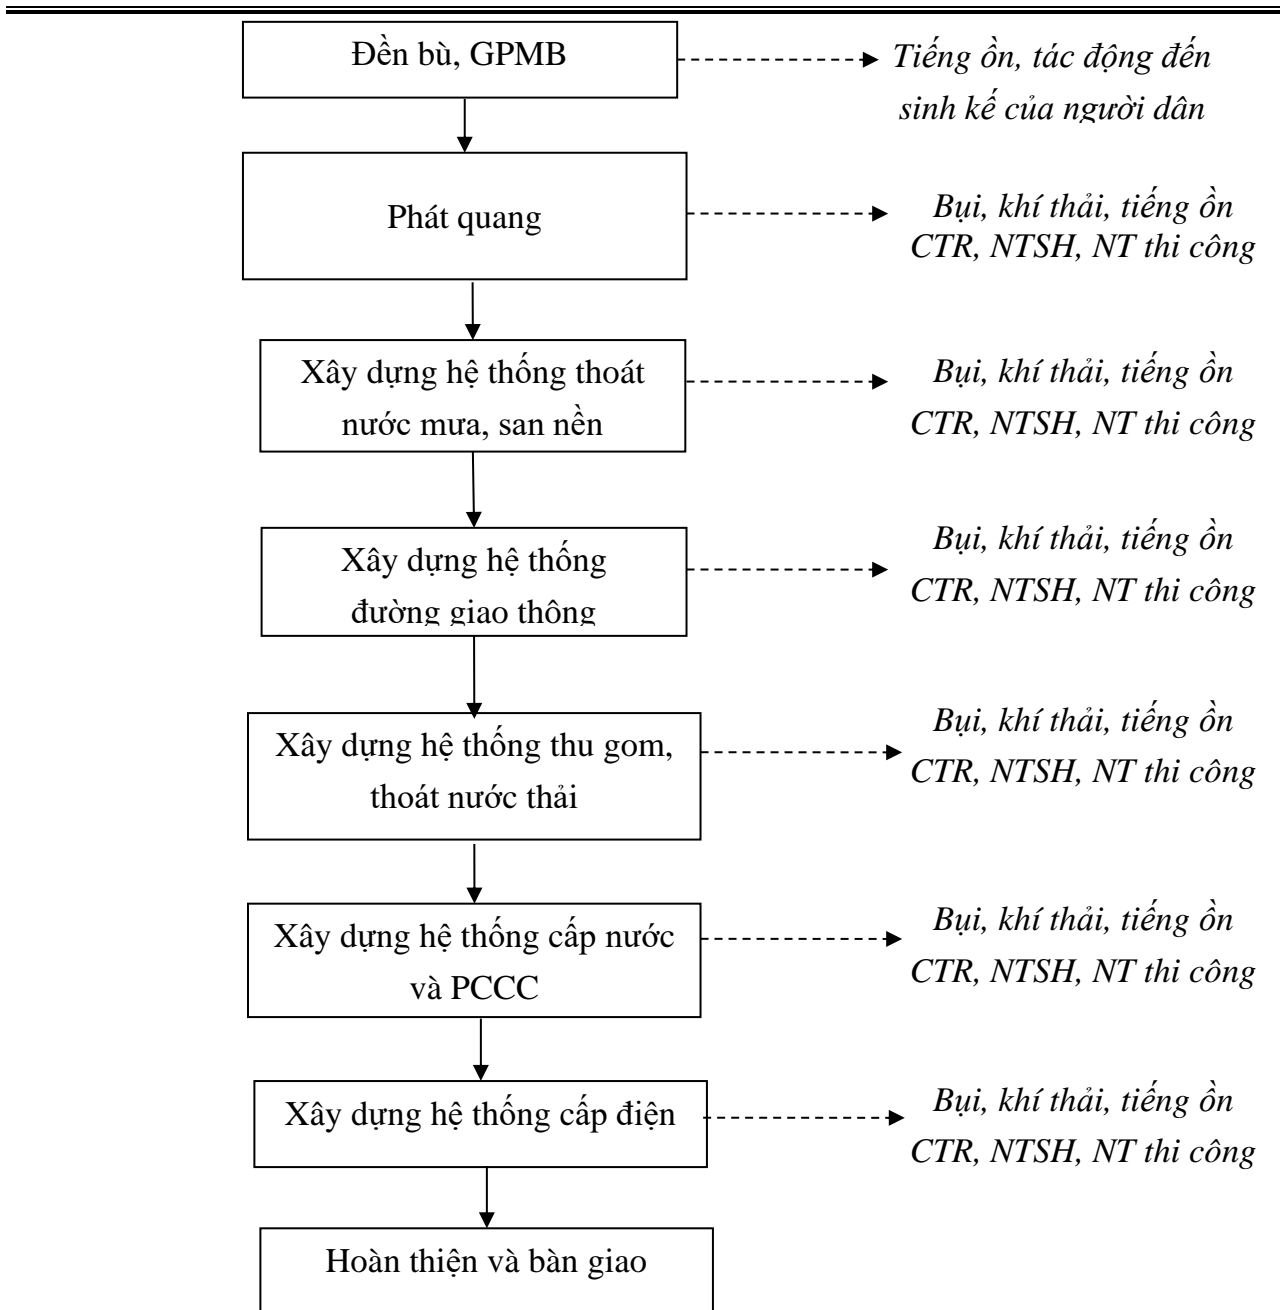 Đền bù, GPMB
Tiếng ồn, tác động đến
sinh kế của người dân
Phát quang
Bụi, khí thải, tiếng ồn
CTR, NTSH, NT thi công
Xây dựng hệ thống thoát
nước mưa, san nền
Bụi, khí thải, tiếng ồn
CTR, NTSH, NT thi công
Xây dựng hệ thống
đường giao thông
Bụi, khí thải, tiếng ồn
CTR, NTSH, NT thi công
Xây dựng hệ thống thu gom,
thoát nước thải
Bụi, khí thải, tiếng ồn
CTR, NTSH, NT thi công
Xây dựng hệ thống cấp nước
và PCCC
Bụi, khí thải, tiếng ồn
CTR, NTSH, NT thi công
Xây dựng hệ thống cấp điện
Bụi, khí thải, tiếng ồn
CTR, NTSH, NT thi công
Hoàn thiện và bàn giao